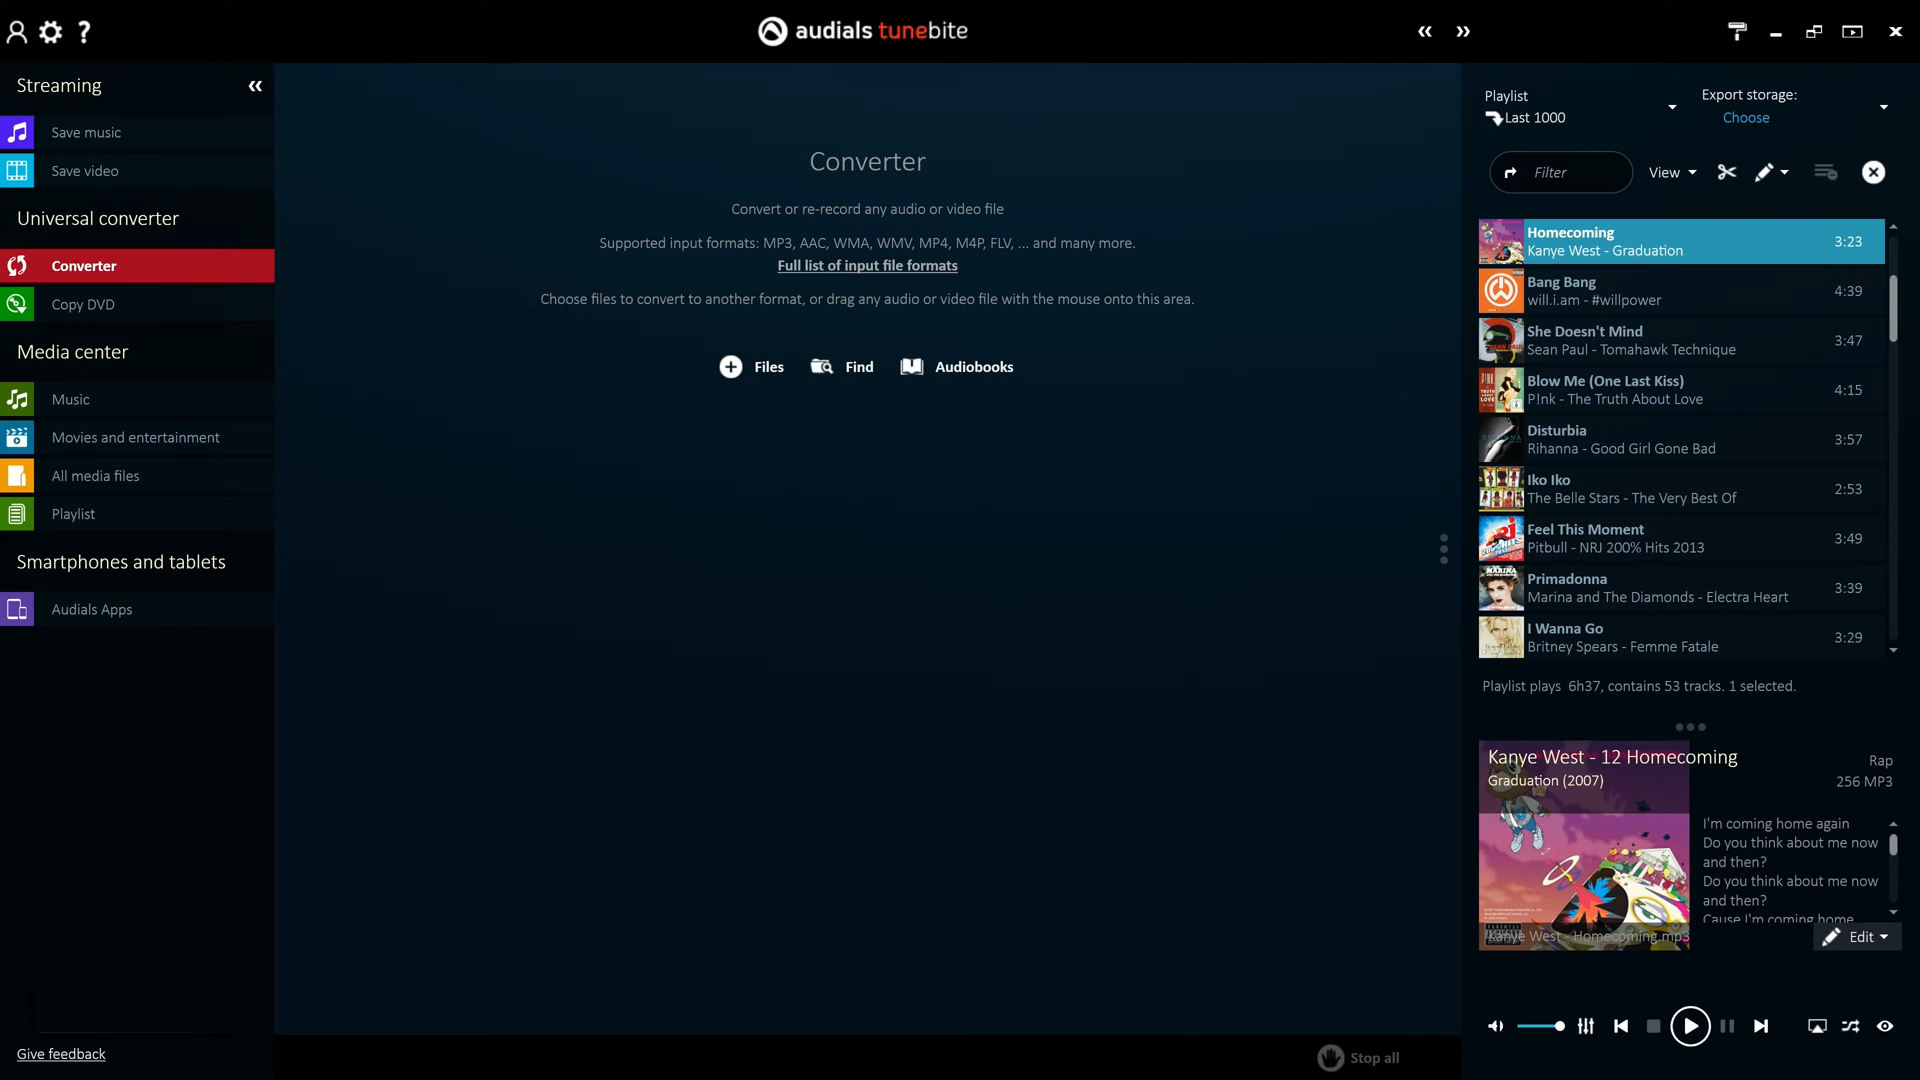 audials tunebite
Streaming
Save music
Save video
Universal converter
Converter
Copy DVD
Media center
Music
Movies and entertainment
All media files
Playlist
Smartphones and tablets
Audials Apps
Give feedback
Converter
Convert or re-record any audio or video file
Supported input formats: MP3, AAC, WMA, WMV, MP4, M4P, FLV, ... and many more.
Full list of input file formats
Choose files to convert to another format, or drag any audio or video file with the mouse onto this area.
Files Find Audiobooks
Stop all
Playlist
Last 1000
Export storage:
Choose
Filter View
Homecoming
Kanye West - Graduation
3:23
Bang Bang
will.i.am - #willpower
4:39
She Doesn't Mind
Sean Paul - Tomahawk Technique
3:47
Blow Me (One Last Kiss)
P!nk - The Truth About Love
4:15
Disturbia
Rihanna - Good Girl Gone Bad
3:57
Iko Iko
The Belle Stars - The Very Best Of
2:53
Feel This Moment
Pitbull - NRJ 200% Hits 2013
3:49
Primadonna
Marina and The Diamonds - Electra Heart
3:39
I Wanna Go
Britney Spears - Femme Fatale
3:29
Playlist plays 6h37, contains 53 tracks. 1 selected.
Kanye West - 12 Homecoming
Graduation (2007)
Rap
256 MP3
I'm coming home again
Do you think about me now
and then?
Do you think about me now
and then?
Cause I'm coming home
Kanye West - Homecoming.mp3
Edit